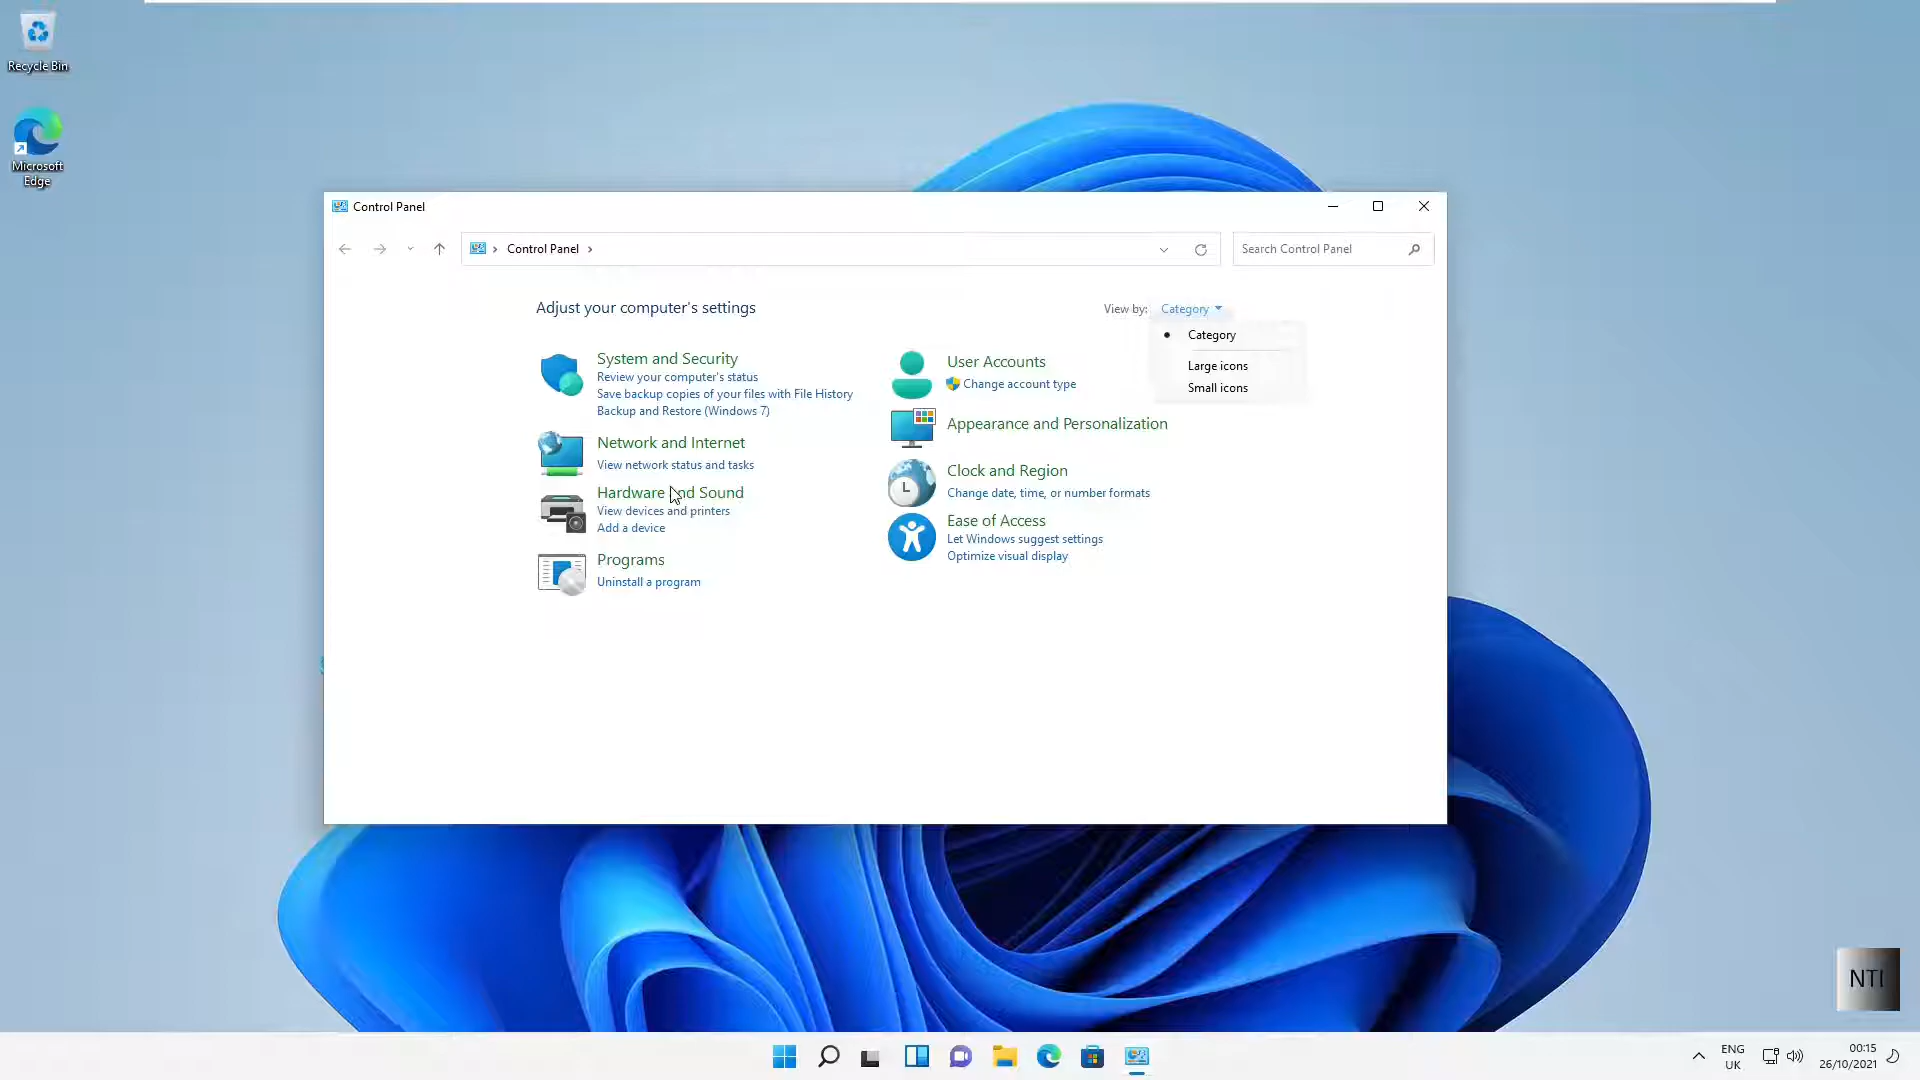 Recycle Bin
Microsoft
Edge
Control Panel
Control Panel
Search Control Panel
Adjust your computer's settings
View by:
Category
Category
Large icons
Small icons
System and Security
Review your computer's status
Save backup copies of your files with File History
Backup and Restore (Windows 7)
Network and Internet
View network status and tasks
Hardware and Sound
View devices and printers
Add a device
Programs
Uninstall a program
User Accounts
Change account type
Appearance and Personalization
Clock and Region
Change date, time, or number formats
Ease of Access
Let Windows suggest settings
Optimize visual display
NTI
ENG
UK
00:15
26/10/2021